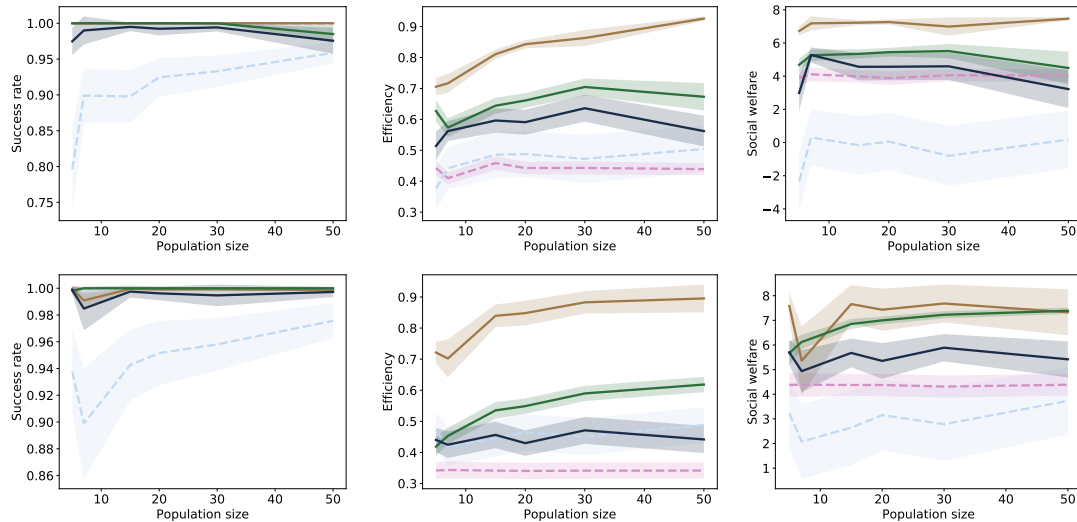 1.00
0.95
0.90
0.85
0.80
0.75
Success rate
10 20 30 40 50
Population size
0.9
0.8
0.7
0.6
0.5
0.4
0.3
Efficiency
10 20 30 40 50
Population size
8
6
4
2
0
−2
−4
Social welfare
10 20 30 40 50
Population size
1.00
0.98
0.96
0.94
0.92
0.90
0.88
0.86
Success rate
10 20 30 40 50
Population size
0.9
0.8
0.7
0.6
0.5
0.4
0.3
Efficiency
10 20 30 40 50
Population size
8
7
6
5
4
3
2
1
Social welfare
10 20 30 40 50
Population size